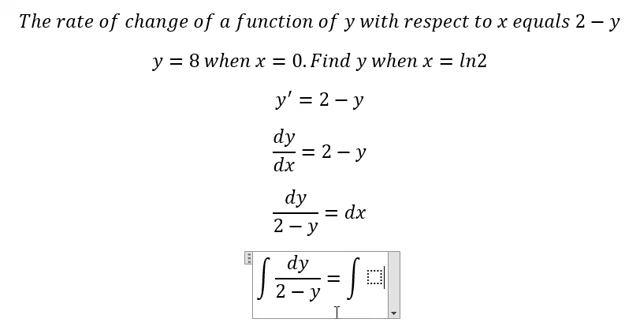 The rate of change of a function of y with respect to x equals 2 − y
y = 8 when x = 0. Find y when x = ln2
y′ = 2 − y
dy/dx = 2 − y
dy/(2 − y) = dx
∫ dy/(2 − y) = ∫